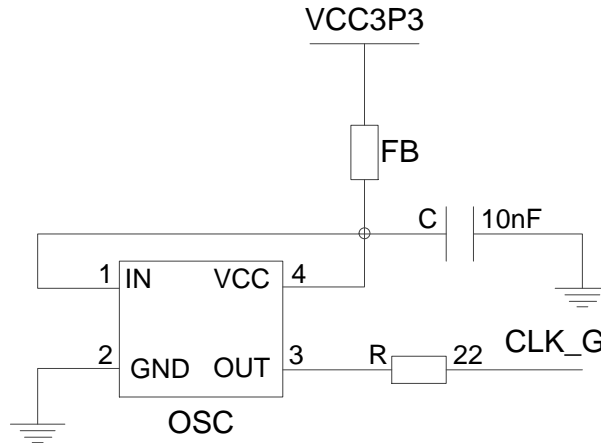 VCC3P3
FB
C 10nF
1 IN VCC 4
2 GND OUT 3 R 22 CLK_G
OSC